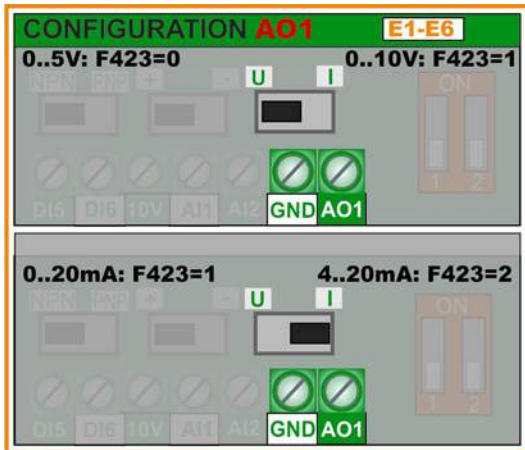 CONFIGURATION AO1 E1-E6
0..5V: F423=0 0..10V: F423=1
NPN PNP + - U I ON
1 2
DI5 DI6 10V AI1 AI2 GND AO1
0..20mA: F423=1 4..20mA: F423=2
NPN PNP + - U I ON
1 2
DI5 DI6 10V AI1 AI2 GND AO1